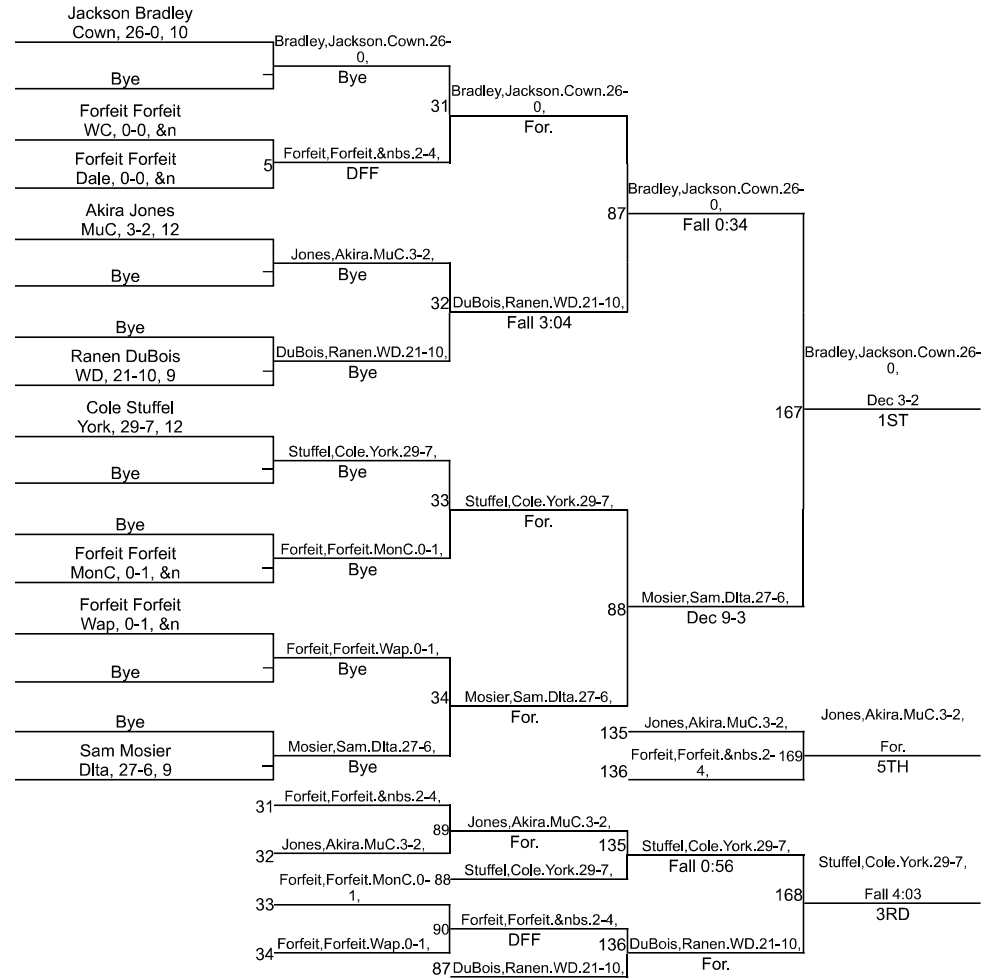 Jackson Bradley
Cown, 26-0, 10
Bradley,Jackson.Cown.26-
0,
Bye
Bye
31
Bradley,Jackson.Cown.26-
0,
For.
Forfeit Forfeit
WC, 0-0, &n
5
Forfeit,Forfeit.&nbs.2-4,
DFF
Forfeit Forfeit
Dale, 0-0, &n
87
Bradley,Jackson.Cown.26-
0,
Fall 0:34
Akira Jones
MuC, 3-2, 12
Jones,Akira.MuC.3-2,
Bye
Bye
32
DuBois,Ranen.WD.21-10,
Fall 3:04
Bye
DuBois,Ranen.WD.21-10,
Bye
Ranen DuBois
WD, 21-10, 9
Bradley,Jackson.Cown.26-
0,
167
Dec 3-2
1ST
Cole Stuffel
York, 29-7, 12
Stuffel,Cole.York.29-7,
Bye
Bye
33
Stuffel,Cole.York.29-7,
For.
Bye
Forfeit,Forfeit.MonC.0-1,
Bye
Forfeit Forfeit
MonC, 0-1, &n
88
Mosier,Sam.Dlta.27-6,
Dec 9-3
Forfeit Forfeit
Wap, 0-1, &n
Forfeit,Forfeit.Wap.0-1,
Bye
Bye
34
Mosier,Sam.Dlta.27-6,
For.
Bye
Mosier,Sam.Dlta.27-6,
Bye
Sam Mosier
Dlta, 27-6, 9
135
Jones,Akira.MuC.3-2,
136
Forfeit,Forfeit.&nbs.2-
4,
169
Jones,Akira.MuC.3-2,
For.
5TH
31
Forfeit,Forfeit.&nbs.2-4,
32
Jones,Akira.MuC.3-2,
89
Jones,Akira.MuC.3-2,
For.
88
Stuffel,Cole.York.29-7,
135
Stuffel,Cole.York.29-7,
Fall 0:56
33
Forfeit,Forfeit.MonC.0-
1,
34
Forfeit,Forfeit.Wap.0-1,
90
Forfeit,Forfeit.&nbs.2-4,
DFF
87
DuBois,Ranen.WD.21-10,
136
DuBois,Ranen.WD.21-10,
For.
168
Stuffel,Cole.York.29-7,
Fall 4:03
3RD